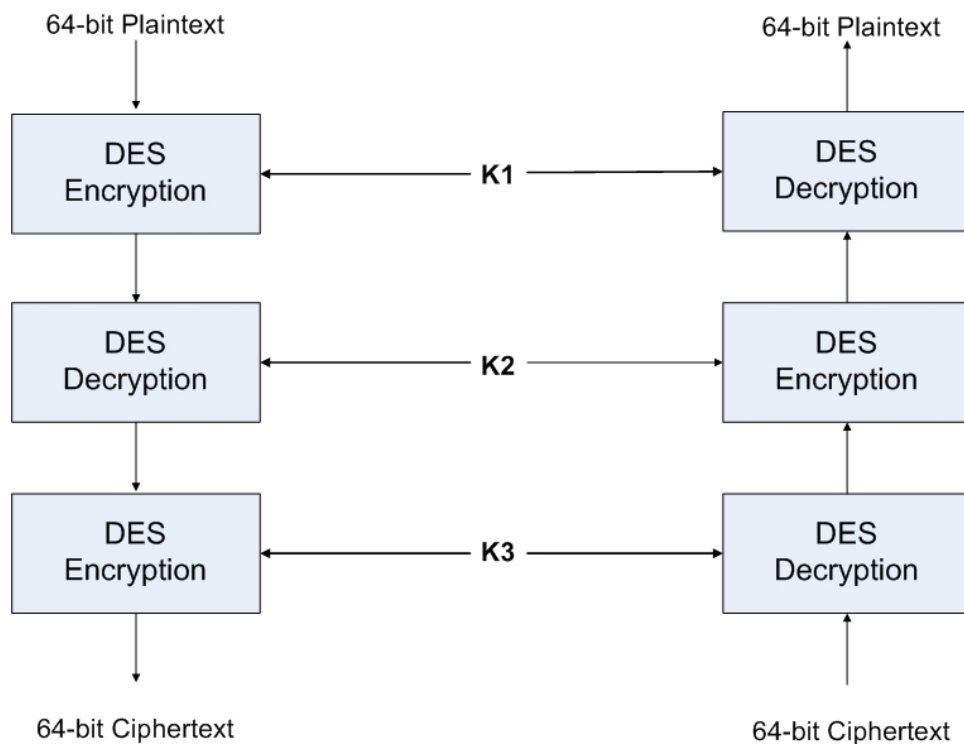 64-bit Plaintext
64-bit Plaintext
DES
Encryption
K1
DES
Decryption
DES
Decryption
K2
DES
Encryption
DES
Encryption
K3
DES
Decryption
64-bit Ciphertext
64-bit Ciphertext